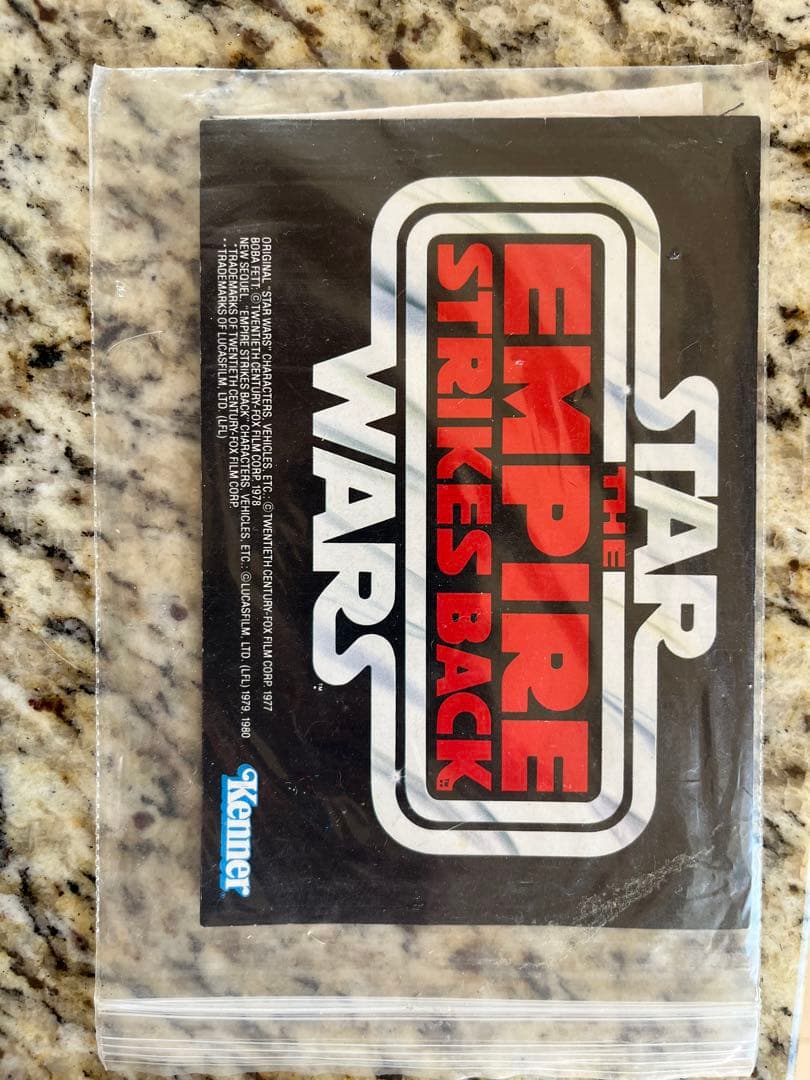 STAR
THE
EMPIRE
STRIKES BACK™
WARS™
ORIGINAL "STAR WARS" CHARACTERS, VEHICLES, ETC.: ©TWENTIETH CENTURY-FOX FILM CORP. 1977
BOBA FETT: ©TWENTIETH CENTURY-FOX FILM CORP. 1978
NEW SEQUEL, "EMPIRE STRIKES BACK" CHARACTERS, VEHICLES, ETC.: ©LUCASFILM, LTD. (LFL) 1979, 1980
*TRADEMARKS OF TWENTIETH CENTURY-FOX FILM CORP.
**TRADEMARKS OF LUCASFILM, LTD. (LFL)
Kenner